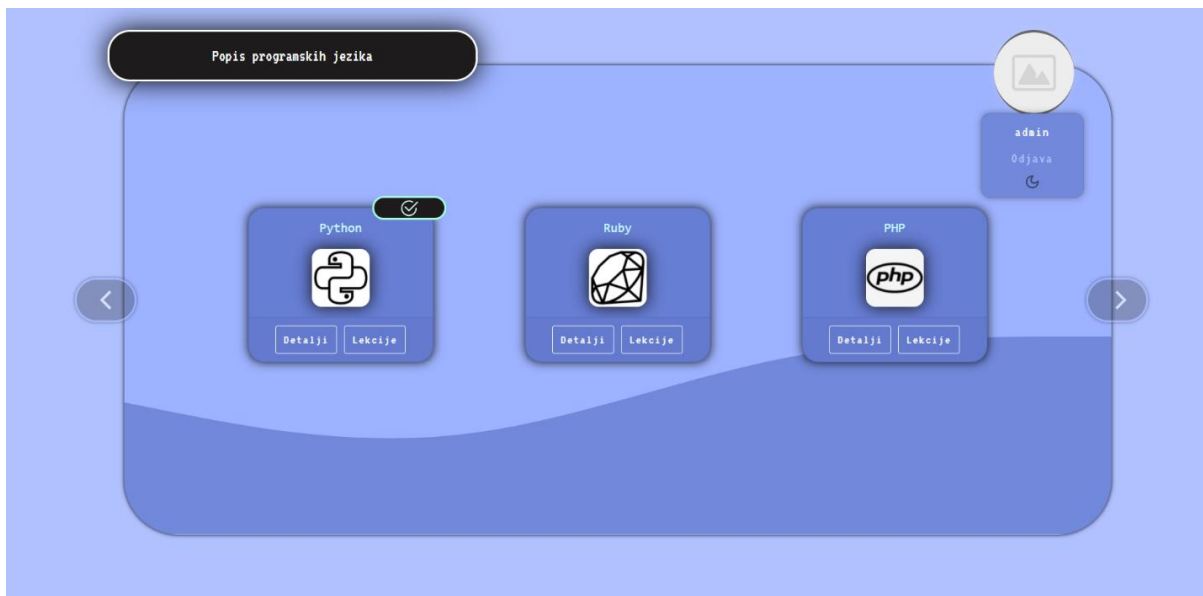 Popis programskih jezika
admin
Odjava
Python
Ruby
PHP
php
Detalji Lekcije
Detalji Lekcije
Detalji Lekcije